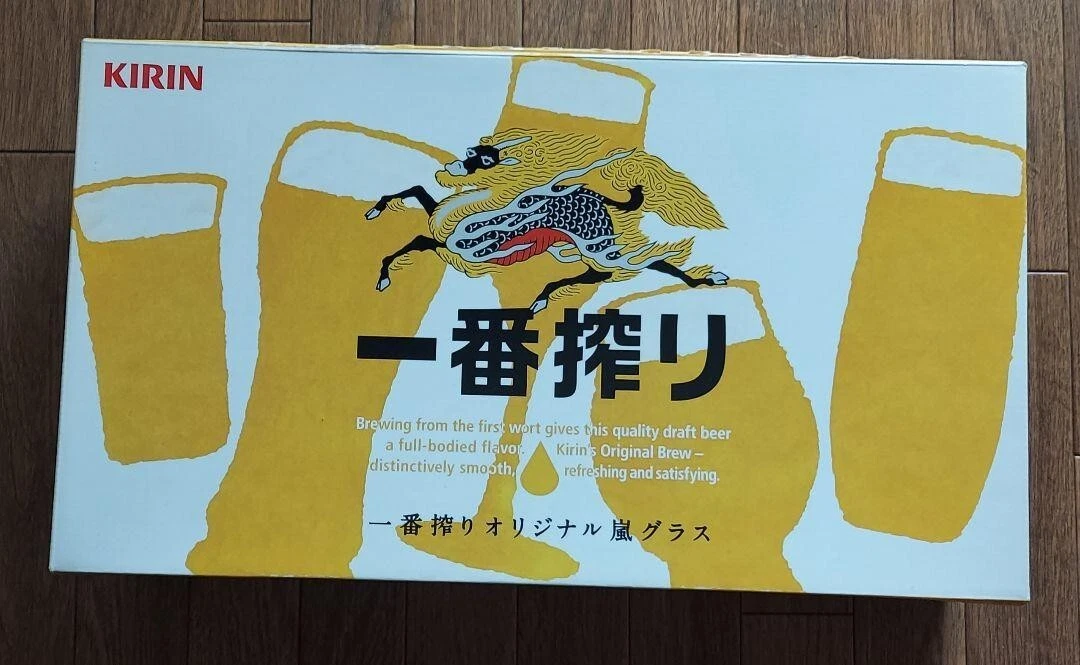 KIRIN
一番搾り
Brewing from the first wort gives this quality draft beer
a full-bodied flavor. Kirin's Original Brew –
distinctively smooth, refreshing and satisfying.
一番搾りオリジナル嵐グラス